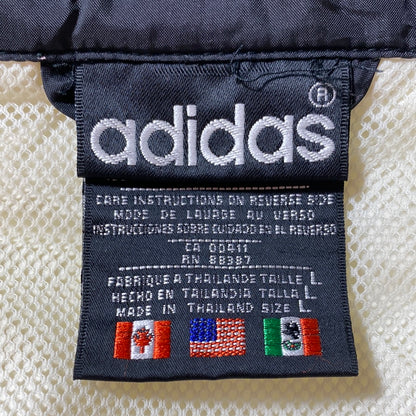 adidas®
CARE INSTRUCTIONS ON REVERSE SIDE
MODE DE LAVAGE AU VERSO
INSTRUCCIONES SOBRE CUIDADO EN EL REVERSO
CA 00411
RN 88387
FABRIQUE A THAILANDE TAILLE L
HECHO EN TAILANDIA TALLA L
MADE IN THAILAND SIZE L